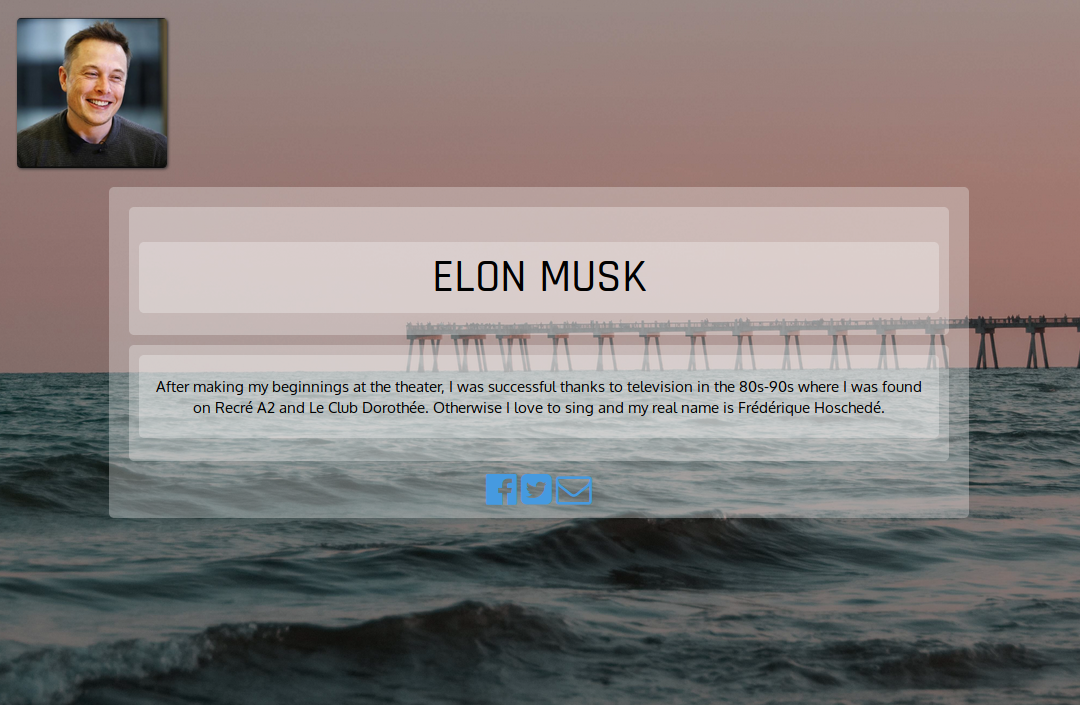 ELON MUSK
After making my beginnings at the theater, I was successful thanks to television in the 80s-90s where I was found
on Recré A2 and Le Club Dorothée. Otherwise I love to sing and my real name is Frédérique Hoschedé.